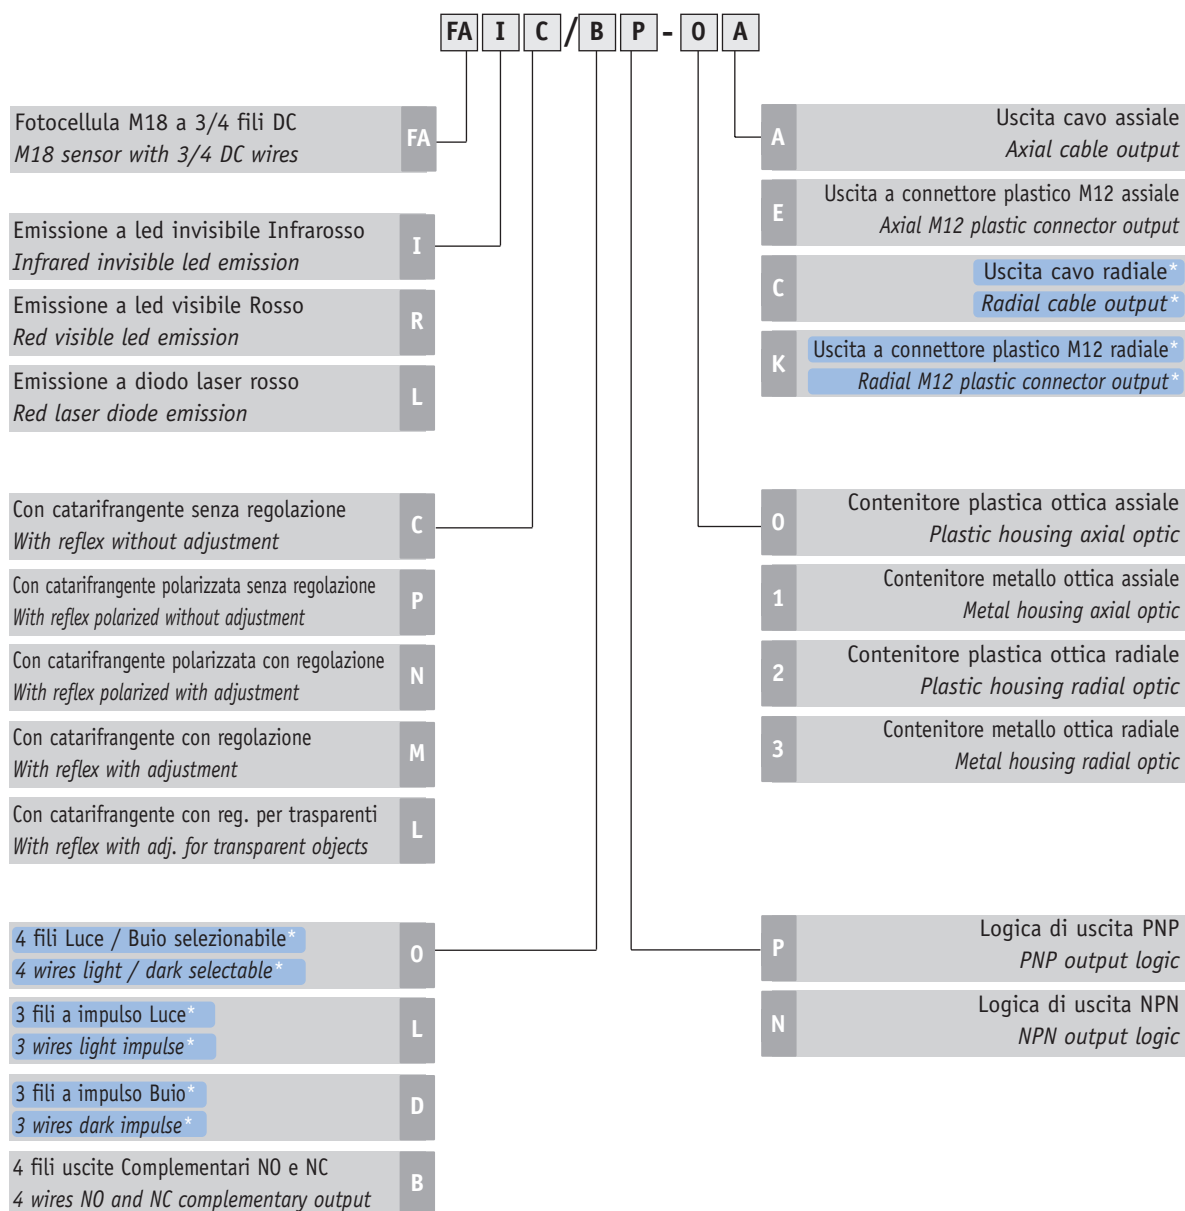 FA I C / B P - 0 A
Fotocellula M18 a 3/4 fili DC
M18 sensor with 3/4 DC wires
FA
Emissione a led invisibile Infrarosso
Infrared invisible led emission
I
Emissione a led visibile Rosso
Red visible led emission
R
Emissione a diodo laser rosso
Red laser diode emission
L
Con catarifrangente senza regolazione
With reflex without adjustment
C
Con catarifrangente polarizzata senza regolazione
With reflex polarized without adjustment
P
Con catarifrangente polarizzata con regolazione
With reflex polarized with adjustment
N
Con catarifrangente con regolazione
With reflex with adjustment
M
Con catarifrangente con reg. per trasparenti
With reflex with adj. for transparent objects
L
4 fili Luce / Buio selezionabile*
4 wires light / dark selectable*
0
3 fili a impulso Luce*
3 wires light impulse*
L
3 fili a impulso Buio*
3 wires dark impulse*
D
4 fili uscite Complementari NO e NC
4 wires NO and NC complementary output
B
A
Uscita cavo assiale
Axial cable output
E
Uscita a connettore plastico M12 assiale
Axial M12 plastic connector output
C
Uscita cavo radiale*
Radial cable output*
K
Uscita a connettore plastico M12 radiale*
Radial M12 plastic connector output*
0
Contenitore plastica ottica assiale
Plastic housing axial optic
1
Contenitore metallo ottica assiale
Metal housing axial optic
2
Contenitore plastica ottica radiale
Plastic housing radial optic
3
Contenitore metallo ottica radiale
Metal housing radial optic
P
Logica di uscita PNP
PNP output logic
N
Logica di uscita NPN
NPN output logic